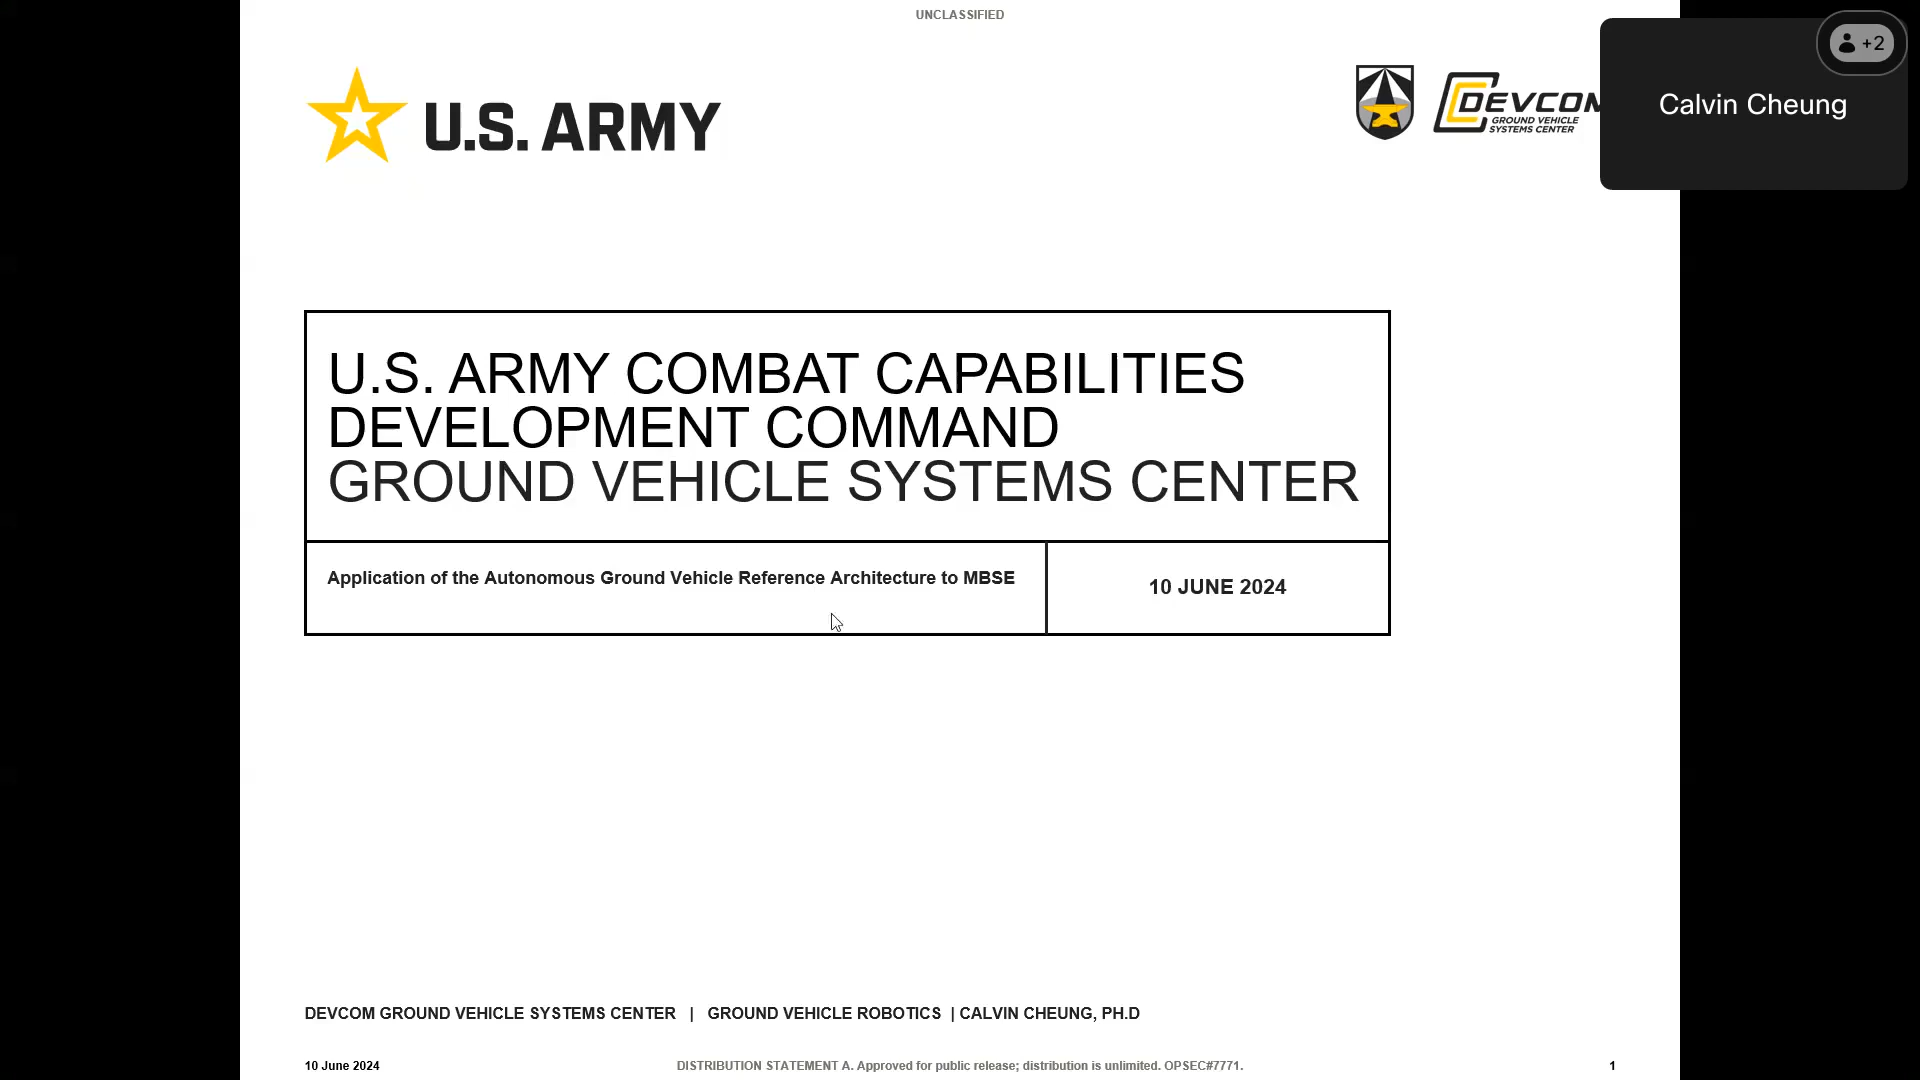 UNCLASSIFIED
+2
U.S. ARMY
DEVCOM
GROUND VEHICLE
SYSTEMS CENTER
Calvin Cheung
U.S. ARMY COMBAT CAPABILITIES
DEVELOPMENT COMMAND
GROUND VEHICLE SYSTEMS CENTER
Application of the Autonomous Ground Vehicle Reference Architecture to MBSE
10 JUNE 2024
DEVCOM GROUND VEHICLE SYSTEMS CENTER | GROUND VEHICLE ROBOTICS | CALVIN CHEUNG, PH.D
10 June 2024
DISTRIBUTION STATEMENT A. Approved for public release; distribution is unlimited. OPSEC#7771.
1